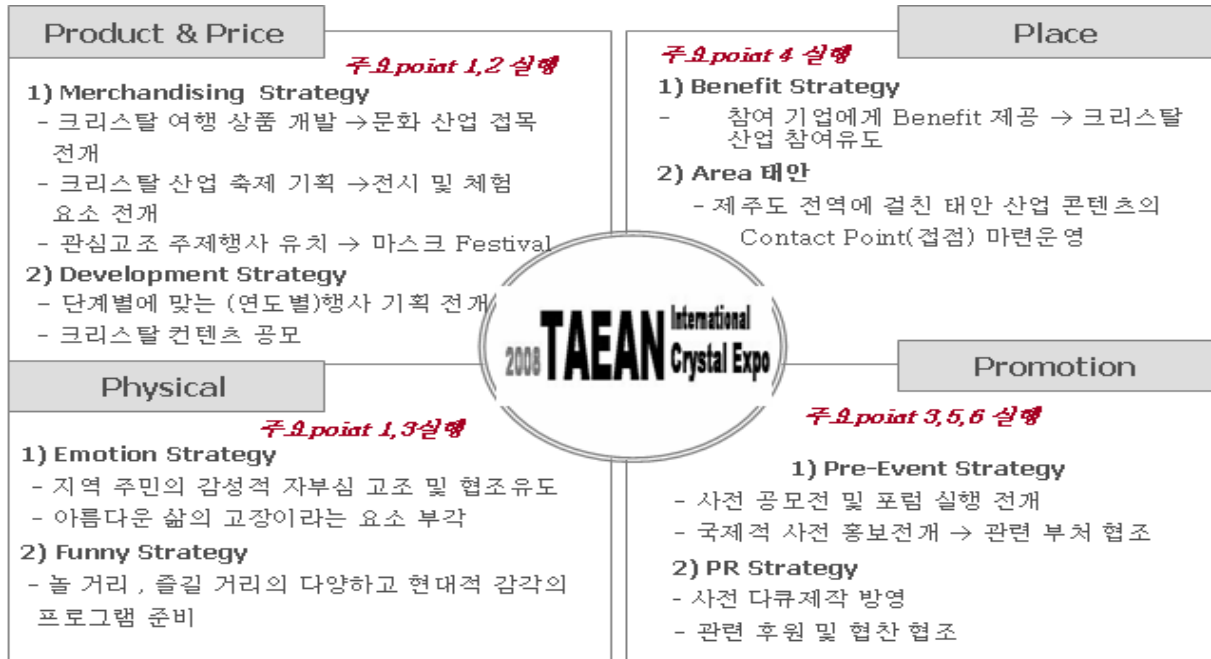 Product & Price
주요point 1,2 실행
1) Merchandising Strategy
- 크리스탈 여행 상품 개발 →문화 산업 접목
전개
- 크리스탈 산업 축제 기획 →전시 및 체험
요소 전개
- 관심고조 주제행사 유치 → 마스크 Festival
2) Development Strategy
- 단계별에 맞는 (연도별)행사 기획 전개
- 크리스탈 컨텐츠 공모
Place
주요point 4 실행
1) Benefit Strategy
- 참여 기업에게 Benefit 제공 → 크리스탈
산업 참여유도
2) Area 태안
- 제주도 전역에 걸친 태안 산업 콘텐츠의
Contact Point(접점) 마련운영
2008 TAEAN International
Crystal Expo
Physical
주요point 1,3실행
1) Emotion Strategy
- 지역 주민의 감성적 자부심 고조 및 협조유도
- 아름다운 삶의 고장이라는 요소 부각
2) Funny Strategy
- 놀 거리 , 즐길 거리의 다양하고 현대적 감각의
프로그램 준비
Promotion
주요point 3,5,6 실행
1) Pre-Event Strategy
- 사전 공모전 및 포럼 실행 전개
- 국제적 사전 홍보전개 → 관련 부처 협조
2) PR Strategy
- 사전 다큐제작 방영
- 관련 후원 및 협찬 협조